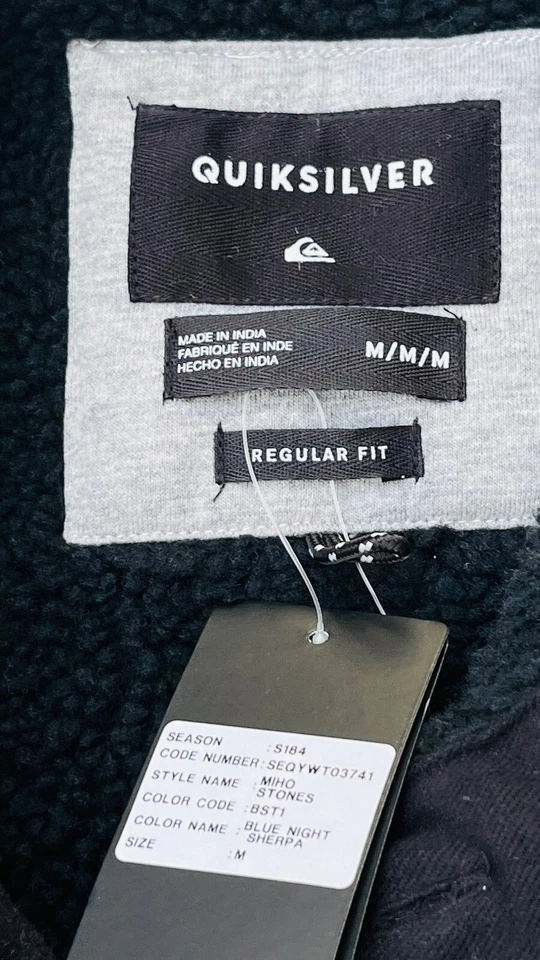 QUIKSILVER
MADE IN INDIA
FABRIQUÉ EN INDE
HECHO EN INDIA
M/M/M
REGULAR FIT
SEASON : S184
CODE NUMBER : SEQYWT03741
STYLE NAME : MIHO
STONES
COLOR CODE : BST1
COLOR NAME : BLUE NIGHT
SHERPA
SIZE : M